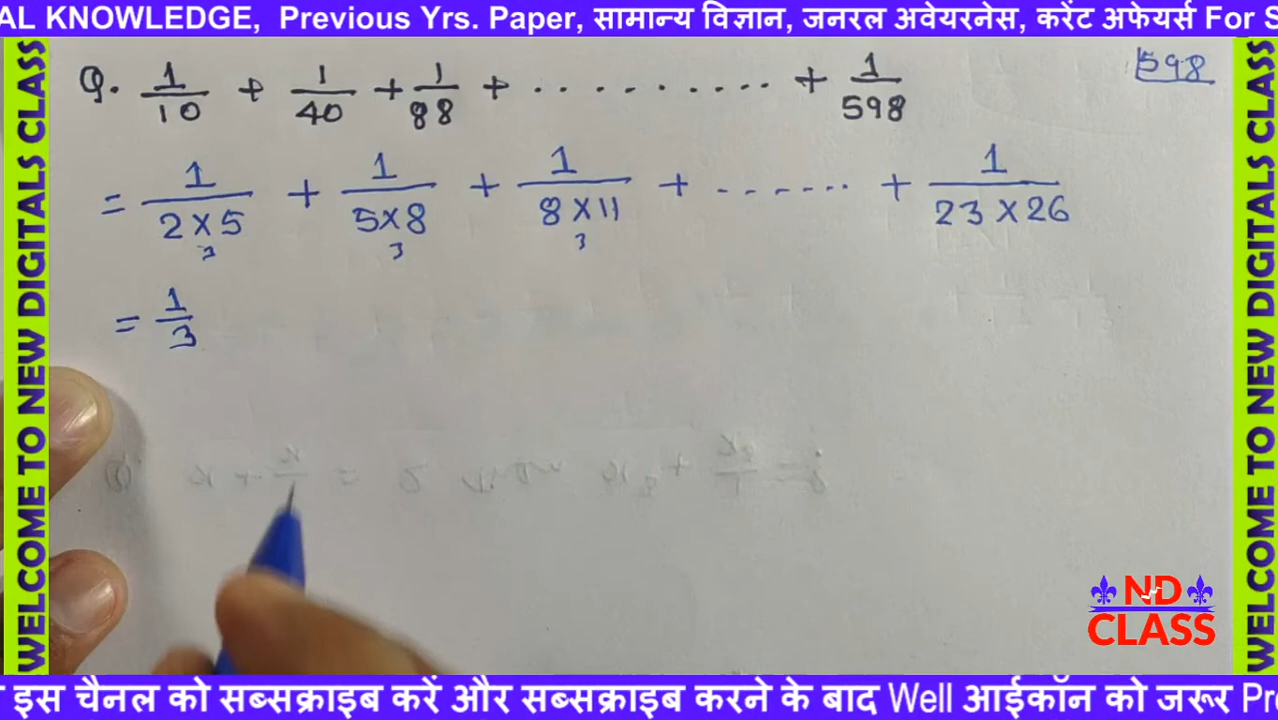 AL KNOWLEDGE, Previous Yrs. Paper, सामान्य विज्ञान, जनरल अवेयरनेस, करेंट अफेयर्स For S
WELCOME TO NEW DIGITALS CLASS
Q. 1/10 + 1/40 + 1/88 + .......... + 1/598
598
= 1/(2×5) + 1/(5×8) + 1/(8×11) + ------ + 1/(23×26)
3 3 3
= 1/3
ND
CLASS
WELCOME TO NEW DIGITALS CLASS
इस चैनल को सब्सक्राइब करें और सब्सक्राइब करने के बाद Well आईकॉन को जरूर Pr